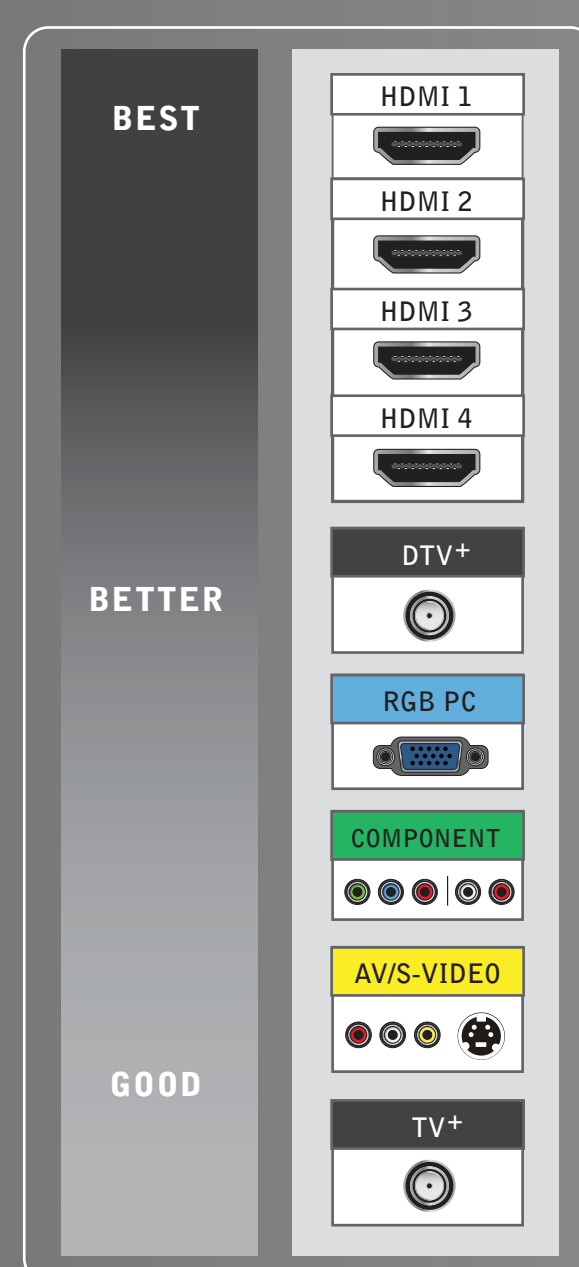 BEST
HDMI 1
HDMI 2
HDMI 3
HDMI 4
DTV+
BETTER
RGB PC
COMPONENT
AV/S-VIDEO
GOOD
TV+